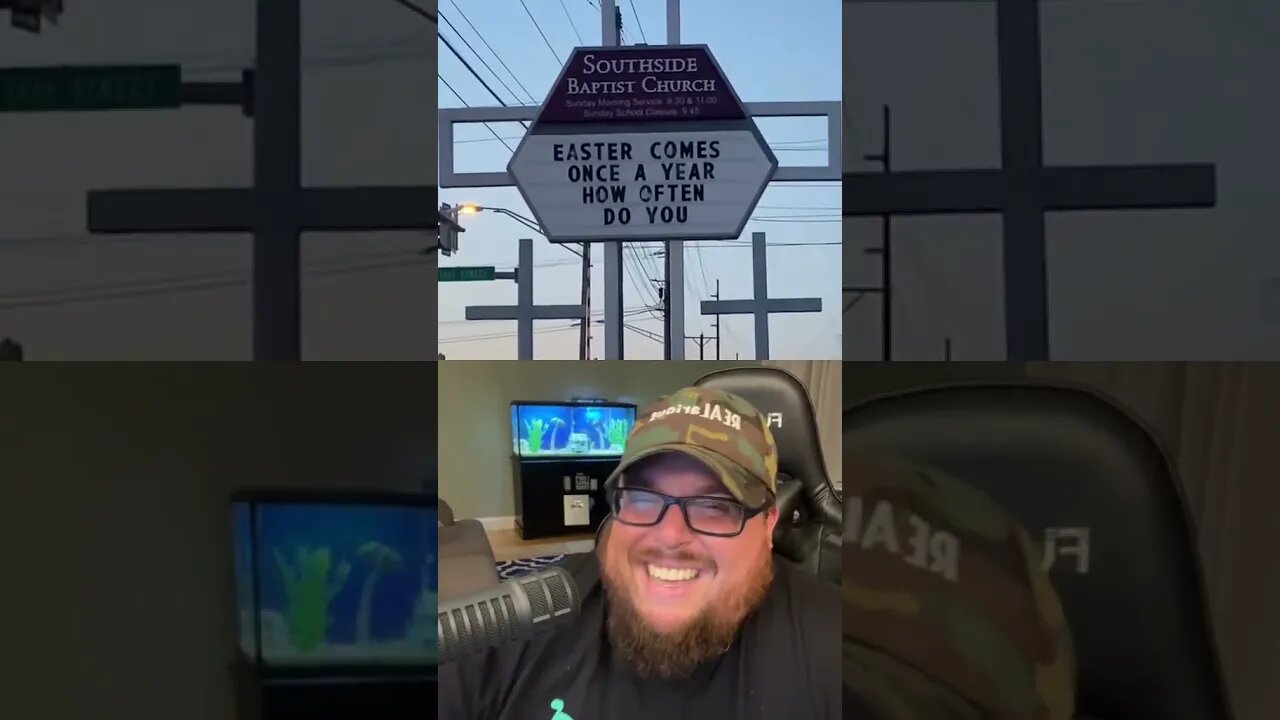 SOUTHSIDE
BAPTIST CHURCH
Sunday Morning Service 8:30 & 11:00
Sunday School Classes 9:45
EASTER COMES
ONCE A YEAR
HOW OFTEN
DO YOU
REALarious